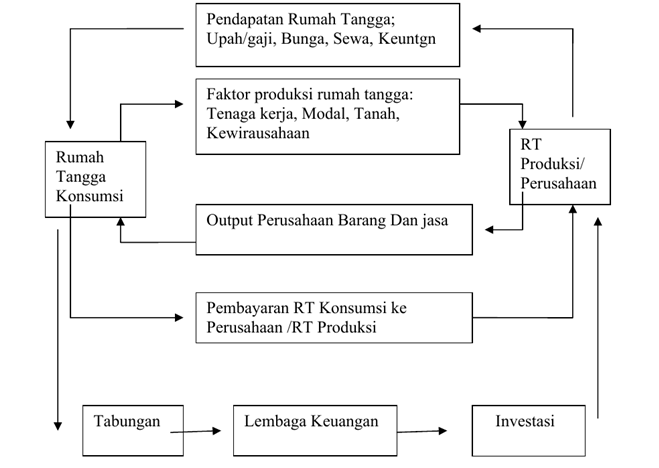 Pendapatan Rumah Tangga;
Upah/gaji, Bunga, Sewa, Keuntgn
Faktor produksi rumah tangga:
Tenaga kerja, Modal, Tanah,
Kewirausahaan
Rumah
Tangga
Konsumsi
RT
Produksi/
Perusahaan
Output Perusahaan Barang Dan jasa
Pembayaran RT Konsumsi ke
Perusahaan /RT Produksi
Tabungan
Lembaga Keuangan
Investasi